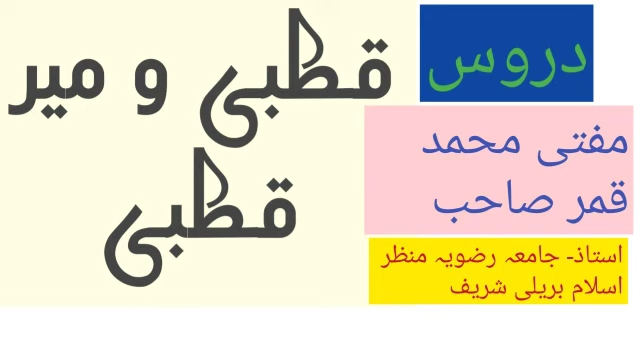 دروس
قطبی و میر
قطبی
مفتی محمد
قمر صاحب
استاذ- جامعہ رضویہ منظر
اسلام بریلی شریف